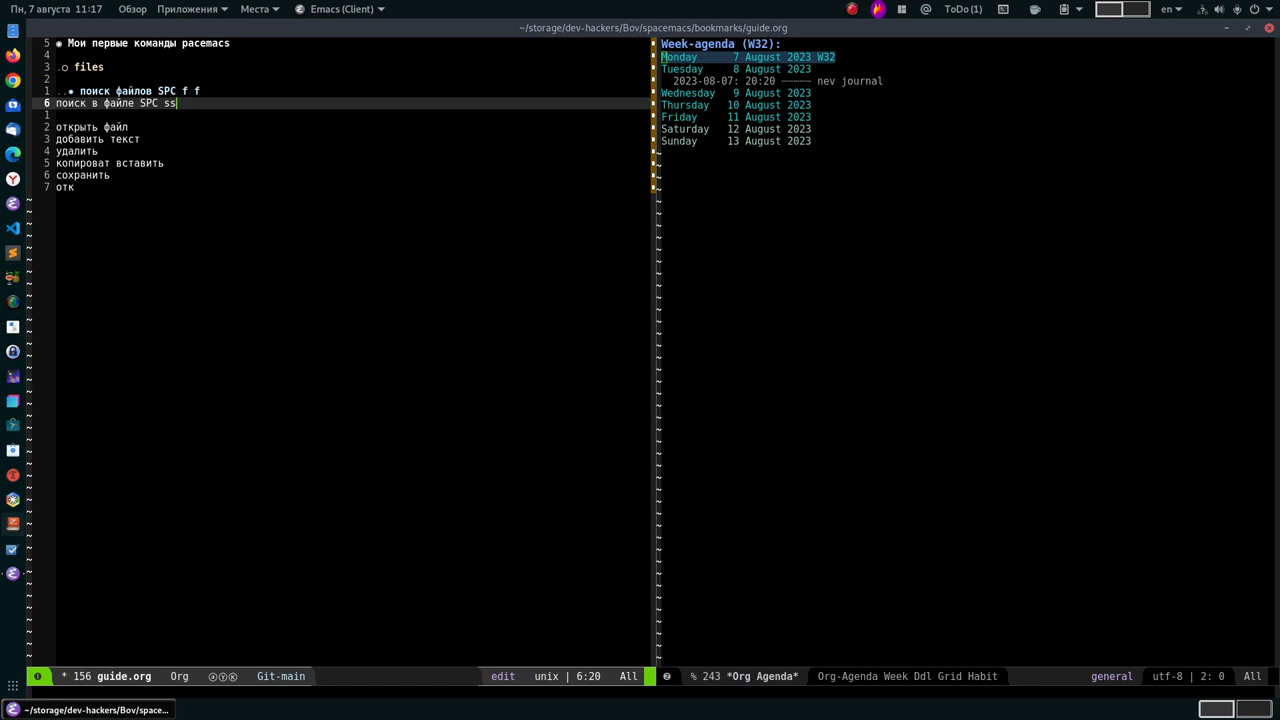 Пн, 7 августа 11:17 Обзор Приложения Места Emacs (Client) ToDo (1) en
~/storage/dev-hackers/Bov/spacemacs/bookmarks/guide.org
5 ◉ Мои первые команды pacemacs
4
3 .○ files
2
1 ..✸ поиск файлов SPC f f
6 поиск в файле SPC ss
1
2 открыть файл
3 добавить текст
4 удалить
5 копироват вставить
6 сохранить
7 отк
Week-agenda (W32):
Monday 7 August 2023 W32
Tuesday 8 August 2023
2023-08-07: 20:20 ┄┄┄┄┄ nev journal
Wednesday 9 August 2023
Thursday 10 August 2023
Friday 11 August 2023
Saturday 12 August 2023
Sunday 13 August 2023
❶ * 156 guide.org Org ⓐⓎⓀ Git-main edit unix | 6:20 All
❷ % 243 *Org Agenda* Org-Agenda Week Ddl Grid Habit general utf-8 | 2: 0 All
~/storage/dev-hackers/Bov/space...